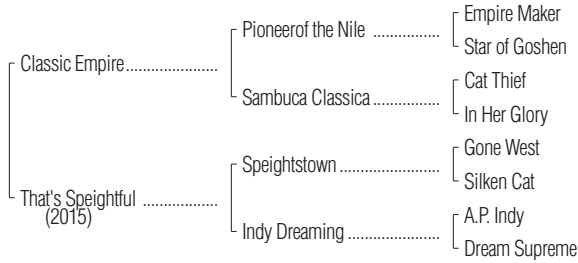 Empire Maker
Pioneerof the Nile ................
Star of Goshen
Classic Empire......................
Cat Thief
Sambuca Classica................
In Her Glory
Gone West
Speightstown ........................
Silken Cat
That's Speightful ..................
(2015)
A.P. Indy
Indy Dreaming ......................
Dream Supreme